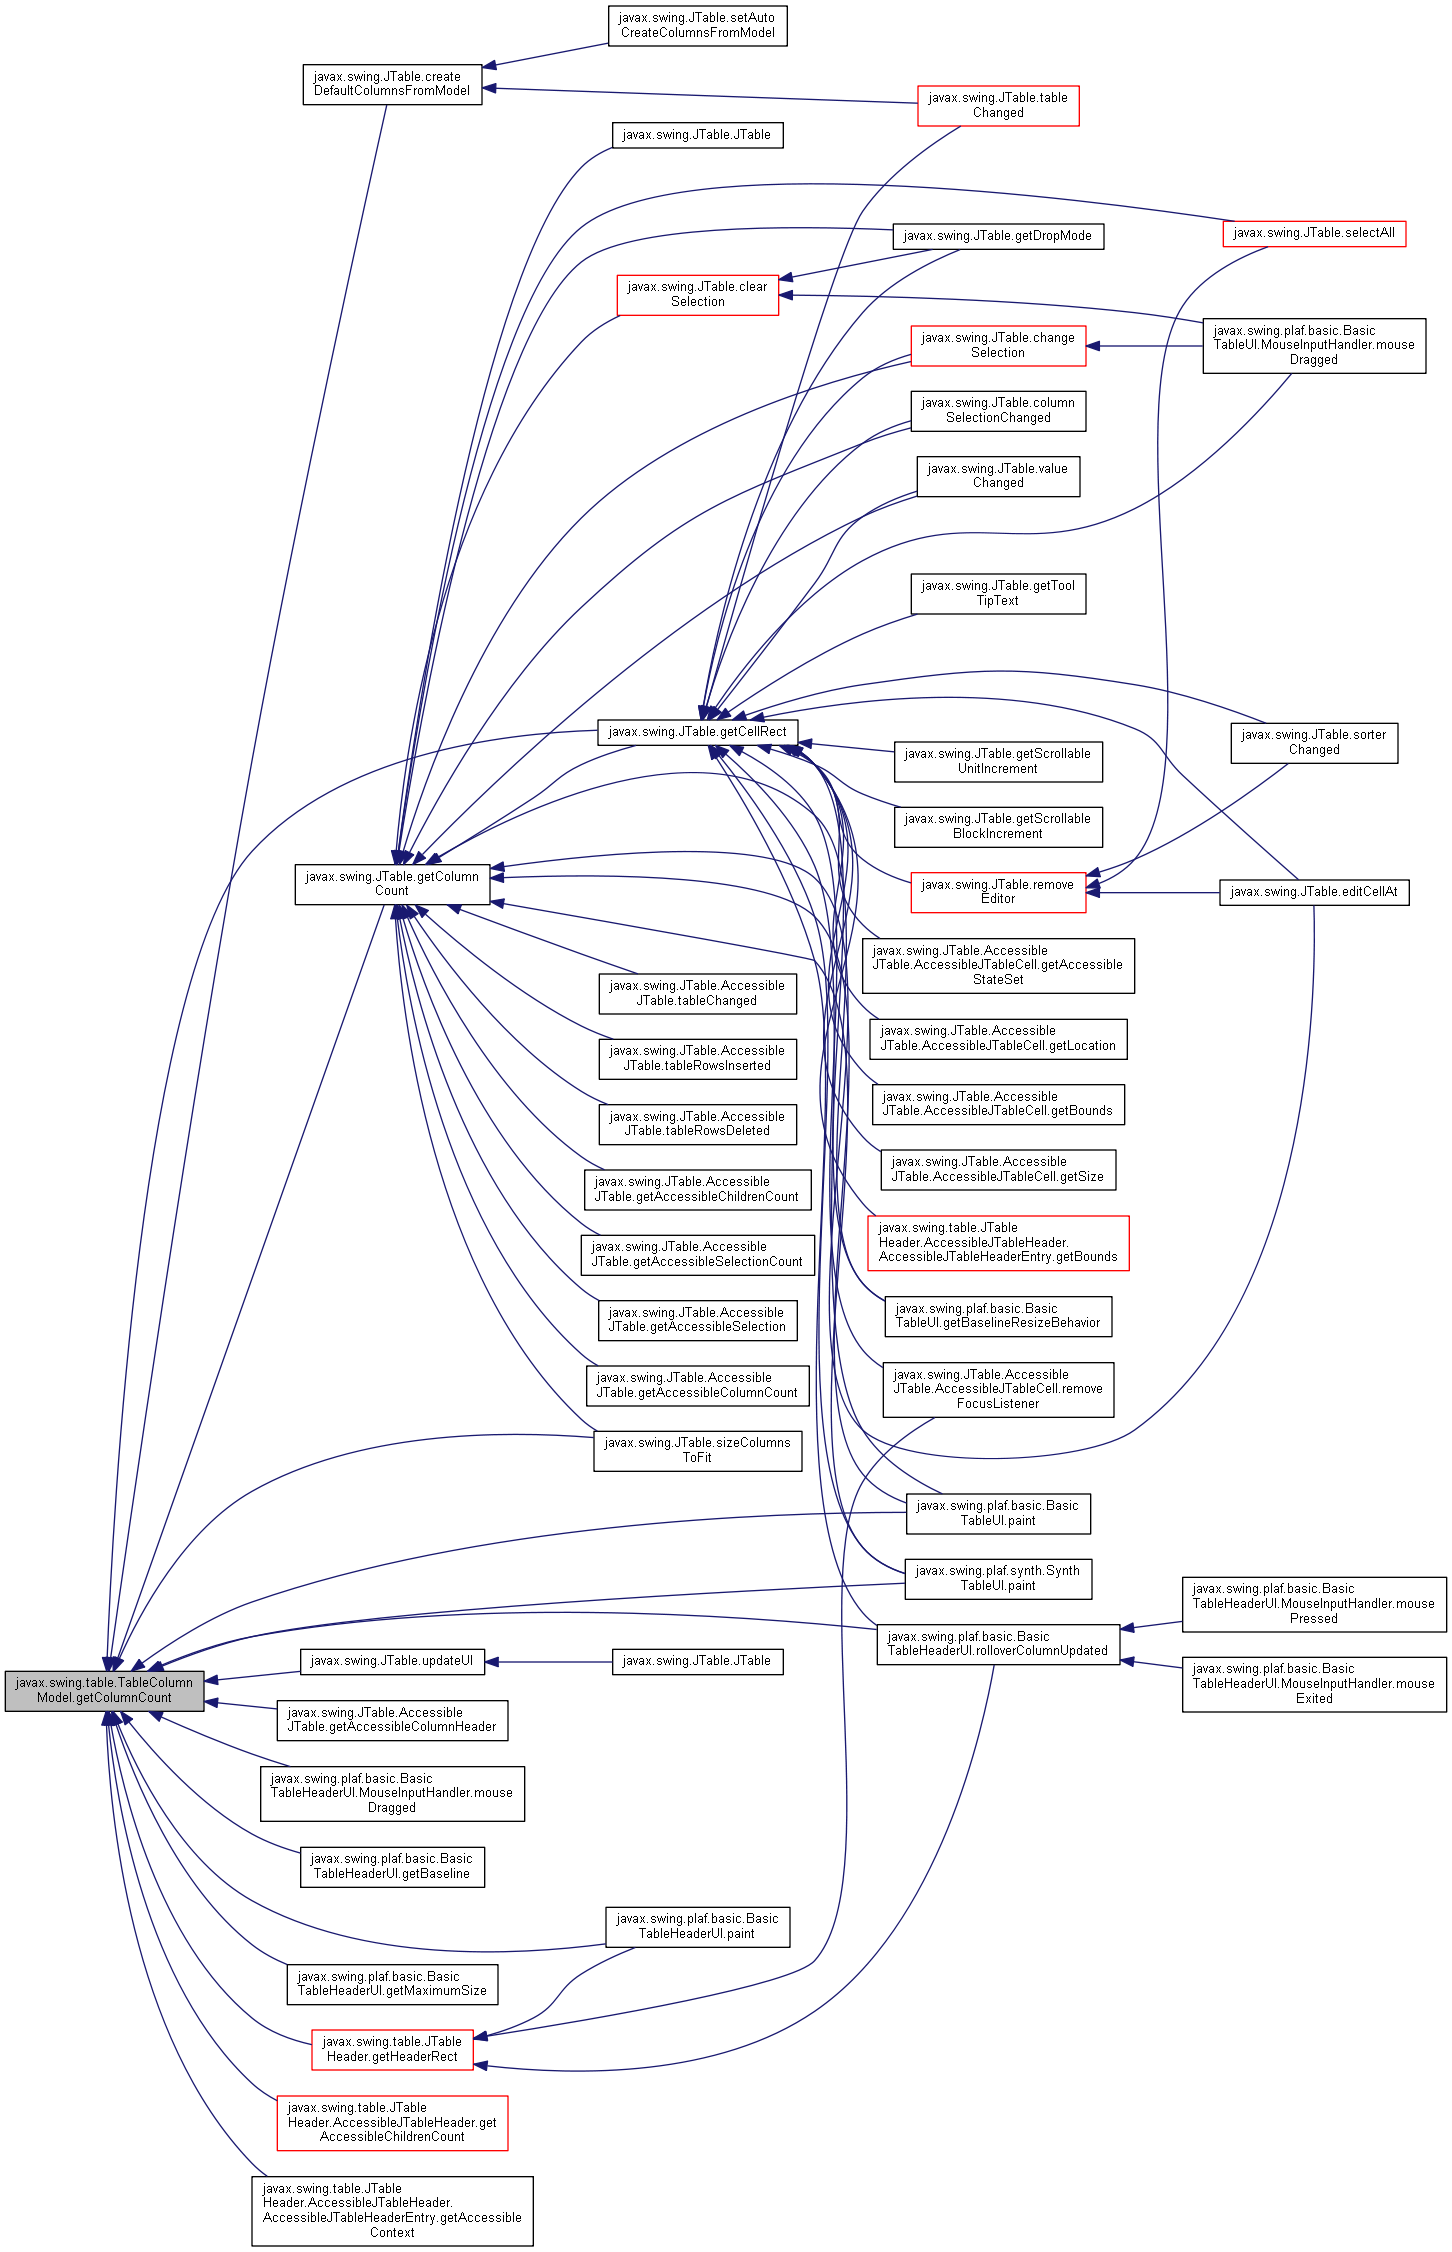 javax.swing.JTable.setAuto
CreateColumnsFromModel
javax.swing.JTable.create
DefaultColumnsFromModel
javax.swing.JTable.table
Changed
javax.swing.JTable.JTable
javax.swing.JTable.selectAll
javax.swing.JTable.getDropMode
javax.swing.JTable.clear
Selection
javax.swing.plaf.basic.Basic
TableUI.MouseInputHandler.mouse
Dragged
javax.swing.JTable.change
Selection
javax.swing.JTable.column
SelectionChanged
javax.swing.JTable.value
Changed
javax.swing.JTable.getTool
TipText
javax.swing.JTable.getCellRect
javax.swing.JTable.sorter
Changed
javax.swing.JTable.getScrollable
UnitIncrement
javax.swing.JTable.getScrollable
BlockIncrement
javax.swing.JTable.getColumn
Count
javax.swing.JTable.remove
Editor
javax.swing.JTable.editCellAt
javax.swing.JTable.Accessible
JTable.AccessibleJTableCell.getAccessible
StateSet
javax.swing.JTable.Accessible
JTable.tableChanged
javax.swing.JTable.Accessible
JTable.AccessibleJTableCell.getLocation
javax.swing.JTable.Accessible
JTable.tableRowsInserted
javax.swing.JTable.Accessible
JTable.AccessibleJTableCell.getBounds
javax.swing.JTable.Accessible
JTable.tableRowsDeleted
javax.swing.JTable.Accessible
JTable.AccessibleJTableCell.getSize
javax.swing.JTable.Accessible
JTable.getAccessibleChildrenCount
javax.swing.table.JTable
Header.AccessibleJTableHeader.
AccessibleJTableHeaderEntry.getBounds
javax.swing.JTable.Accessible
JTable.getAccessibleSelectionCount
javax.swing.plaf.basic.Basic
TableUI.getBaselineResizeBehavior
javax.swing.JTable.Accessible
JTable.getAccessibleSelection
javax.swing.JTable.Accessible
JTable.AccessibleJTableCell.remove
FocusListener
javax.swing.JTable.Accessible
JTable.getAccessibleColumnCount
javax.swing.JTable.sizeColumns
ToFit
javax.swing.plaf.basic.Basic
TableUI.paint
javax.swing.plaf.synth.Synth
TableUI.paint
javax.swing.plaf.basic.Basic
TableHeaderUI.MouseInputHandler.mouse
Pressed
javax.swing.plaf.basic.Basic
TableHeaderUI.rolloverColumnUpdated
javax.swing.JTable.updateUI
javax.swing.JTable.JTable
javax.swing.plaf.basic.Basic
TableHeaderUI.MouseInputHandler.mouse
Exited
javax.swing.table.TableColumn
Model.getColumnCount
javax.swing.JTable.Accessible
JTable.getAccessibleColumnHeader
javax.swing.plaf.basic.Basic
TableHeaderUI.MouseInputHandler.mouse
Dragged
javax.swing.plaf.basic.Basic
TableHeaderUI.getBaseline
javax.swing.plaf.basic.Basic
TableHeaderUI.paint
javax.swing.plaf.basic.Basic
TableHeaderUI.getMaximumSize
javax.swing.table.JTable
Header.getHeaderRect
javax.swing.table.JTable
Header.AccessibleJTableHeader.get
AccessibleChildrenCount
javax.swing.table.JTable
Header.AccessibleJTableHeader.
AccessibleJTableHeaderEntry.getAccessible
Context